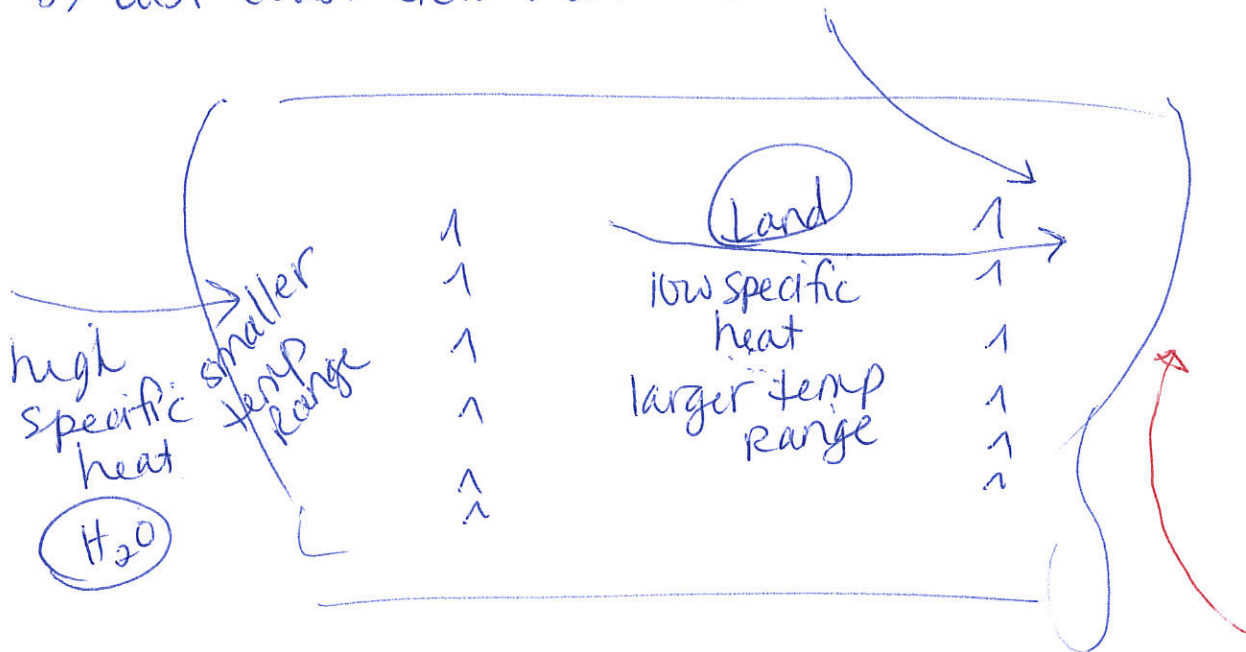 Land
low specific
heat
larger temp
Range
smaller
temp
Range
high
specific
heat
H₂O